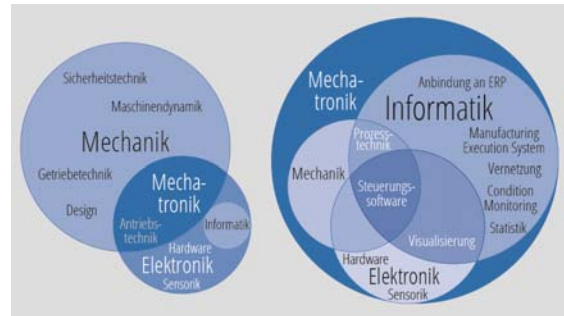 Sicherheitstechnik
Maschinendynamik
Mechanik
Getriebetechnik
Mecha-
tronik
Design
Antriebs-
technik
Informatik
Hardware
Elektronik
Sensorik
Mecha-
tronik
Anbindung an ERP
Informatik
Prozess-
technik
Manufacturing
Execution System
Mechanik
Vernetzung
Steuerungs-
software
Condition
Monitoring
Statistik
Visualisierung
Hardware
Elektronik
Sensorik